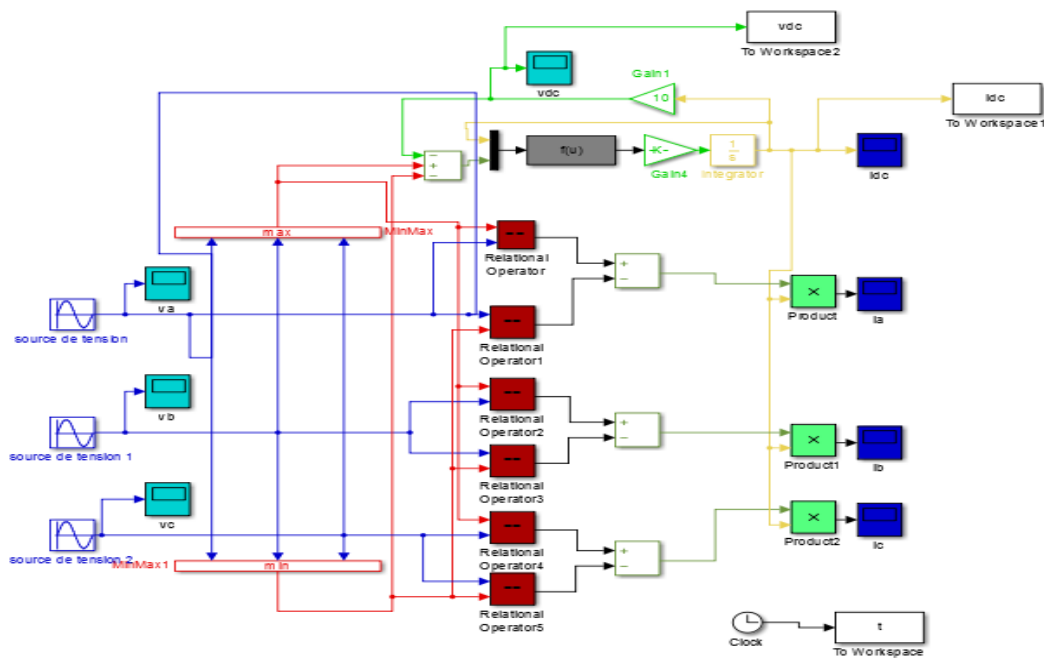 vdc
To Workspace2
vdc
Gain1
10
Idc
To Workspace1
f(u)
-K-
Gain4
1
s
Integrator
Idc
max
MinMax
==
Relational
Operator
va
source de tension
==
Relational
Operator1
×
Product
Ia
vb
source de tension 1
==
Relational
Operator2
==
Relational
Operator3
×
Product1
Ib
vc
source de tension 2
==
Relational
Operator4
×
Product2
Ic
MinMax1
min
==
Relational
Operator5
Clock
t
To Workspace